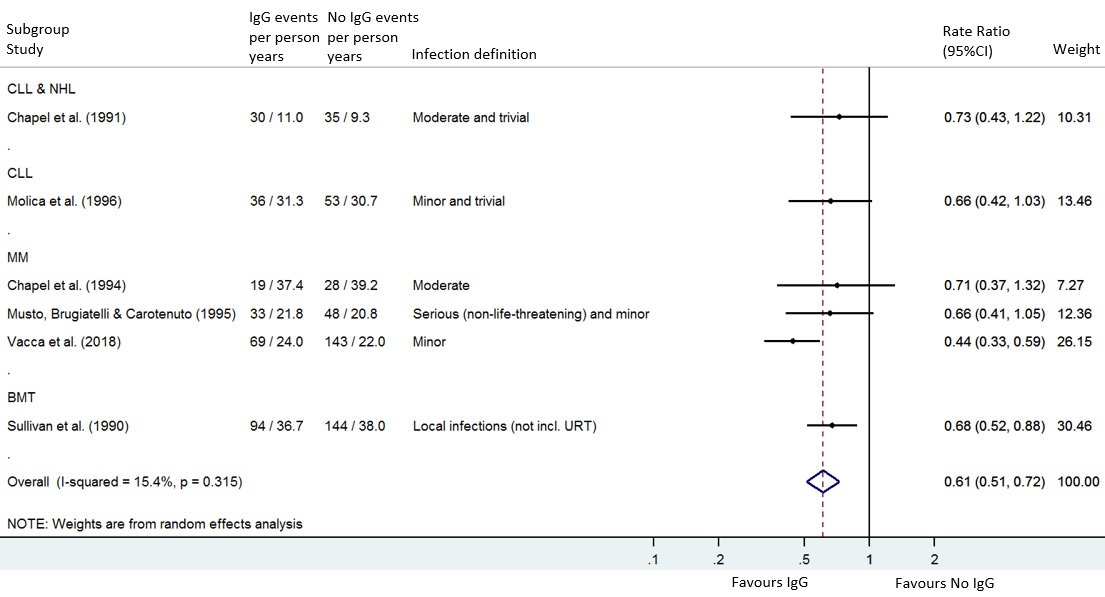 Subgroup
Study
IgG events per person years
No IgG events per person years
Infection definition
Rate Ratio (95%CI)
Weight
CLL & NHL
Chapel et al. (1991) 30 / 11.0 35 / 9.3 Moderate and trivial 0.73 (0.43, 1.22) 10.31
.
CLL
Molica et al. (1996) 36 / 31.3 53 / 30.7 Minor and trivial 0.66 (0.42, 1.03) 13.46
.
MM
Chapel et al. (1994) 19 / 37.4 28 / 39.2 Moderate 0.71 (0.37, 1.32) 7.27
Musto, Brugiatelli & Carotenuto (1995) 33 / 21.8 48 / 20.8 Serious (non-life-threatening) and minor 0.66 (0.41, 1.05) 12.36
Vacca et al. (2018) 69 / 24.0 143 / 22.0 Minor 0.44 (0.33, 0.59) 26.15
.
BMT
Sullivan et al. (1990) 94 / 36.7 144 / 38.0 Local infections (not incl. URT) 0.68 (0.52, 0.88) 30.46
.
Overall (I-squared = 15.4%, p = 0.315) 0.61 (0.51, 0.72) 100.00
NOTE: Weights are from random effects analysis
.1 .2 .5 1 2
Favours IgG Favours No IgG